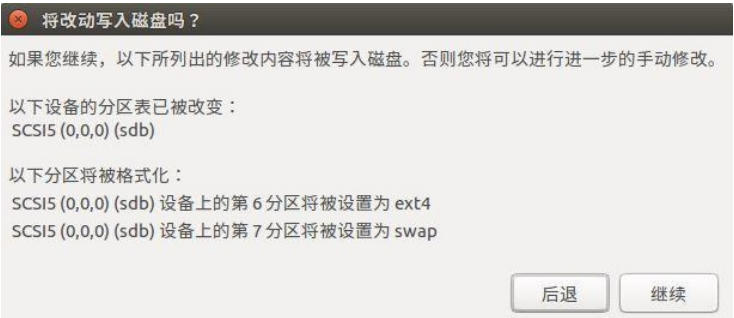 将改动写入磁盘吗？
如果您继续，以下所列出的修改内容将被写入磁盘。否则您将可以进行进一步的手动修改。
以下设备的分区表已被改变：
SCSI5 (0,0,0) (sdb)
以下分区将被格式化：
SCSI5 (0,0,0) (sdb) 设备上的第 6 分区将被设置为 ext4
SCSI5 (0,0,0) (sdb) 设备上的第 7 分区将被设置为 swap
后退 继续